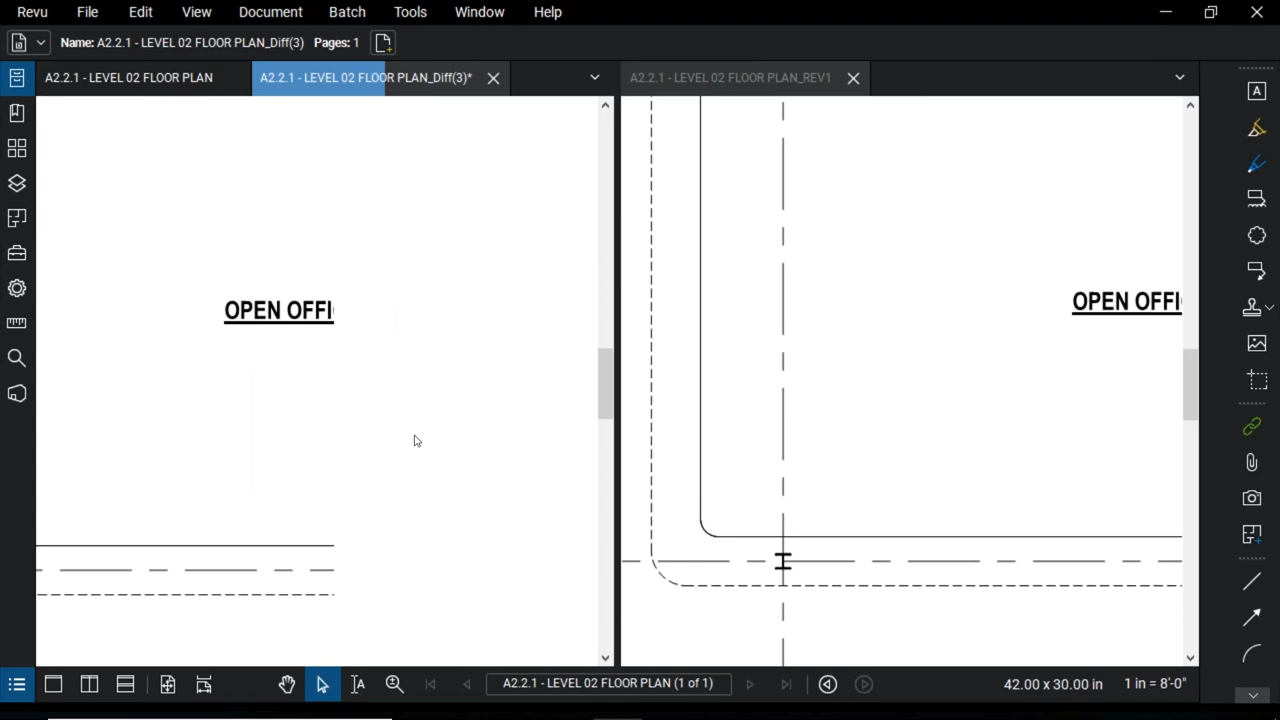 Revu File Edit View Document Batch Tools Window Help
Name: A2.2.1 - LEVEL 02 FLOOR PLAN_Diff(3) Pages: 1
A2.2.1 - LEVEL 02 FLOOR PLAN
A2.2.1 - LEVEL 02 FLOOR PLAN_Diff(3)*
A2.2.1 - LEVEL 02 FLOOR PLAN_REV1
OPEN OFFI
OPEN OFFI
A2.2.1 - LEVEL 02 FLOOR PLAN (1 of 1)
42.00 x 30.00 in 1 in = 8'-0"